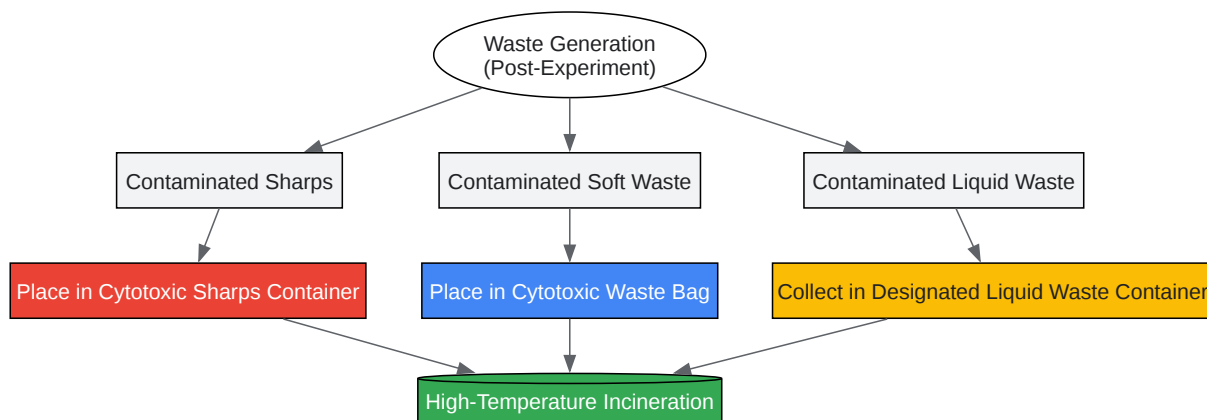 Waste Generation
(Post-Experiment)
Contaminated Sharps
Contaminated Soft Waste
Contaminated Liquid Waste
Place in Cytotoxic Sharps Container
Place in Cytotoxic Waste Bag
Collect in Designated Liquid Waste Container
High-Temperature Incineration